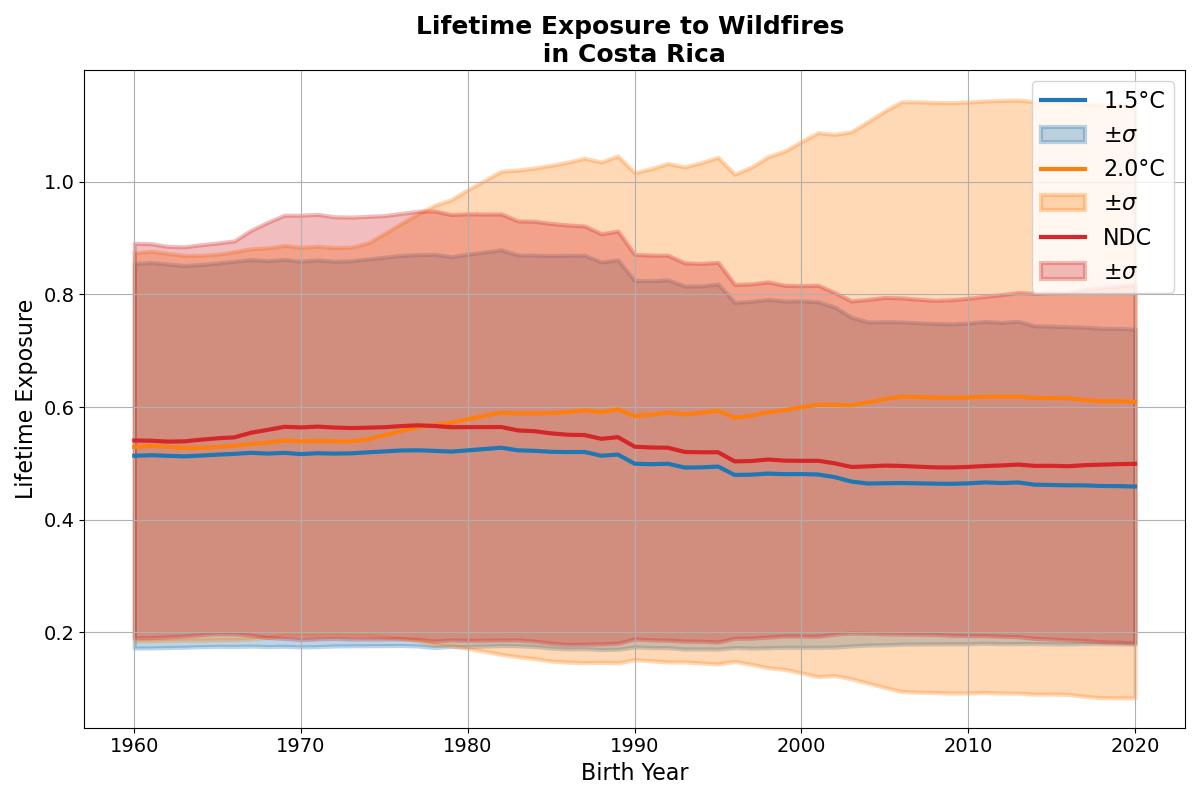 Lifetime Exposure to Wildfires
in Costa Rica
1.5°C
±σ
2.0°C
±σ
NDC
±σ
Lifetime Exposure
1.0
0.8
0.6
0.4
0.2
1960 1970 1980 1990 2000 2010 2020
Birth Year